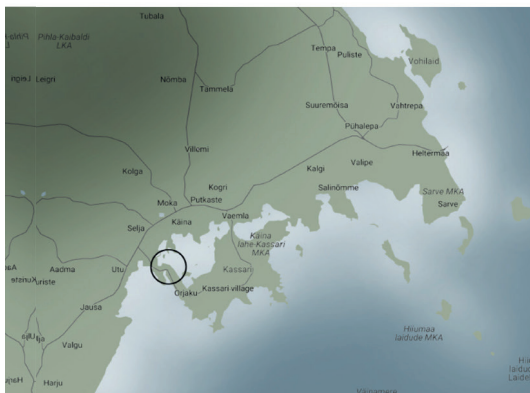 Tubala
Pihla-Kaibaldi
LKA
Leigri
Nõmba
Tammela
Tempa
Puliste
Vohilaid
Suuremõisa
Vahtrepa
Pühalepa
Villumi
Heltermaa
Kolga
Kogri
Kalgi
Valipe
Moka
Putkaste
Salinõmme
Sarve MKA
Sarve
Selja
Käina
Vaemla
Käina
lahe-Kassari
MKA
Aadma
Utu
Kassari
Orjaku
Kassari village
Jausa
Hiiumaa
laidude MKA
Valgu
Harju